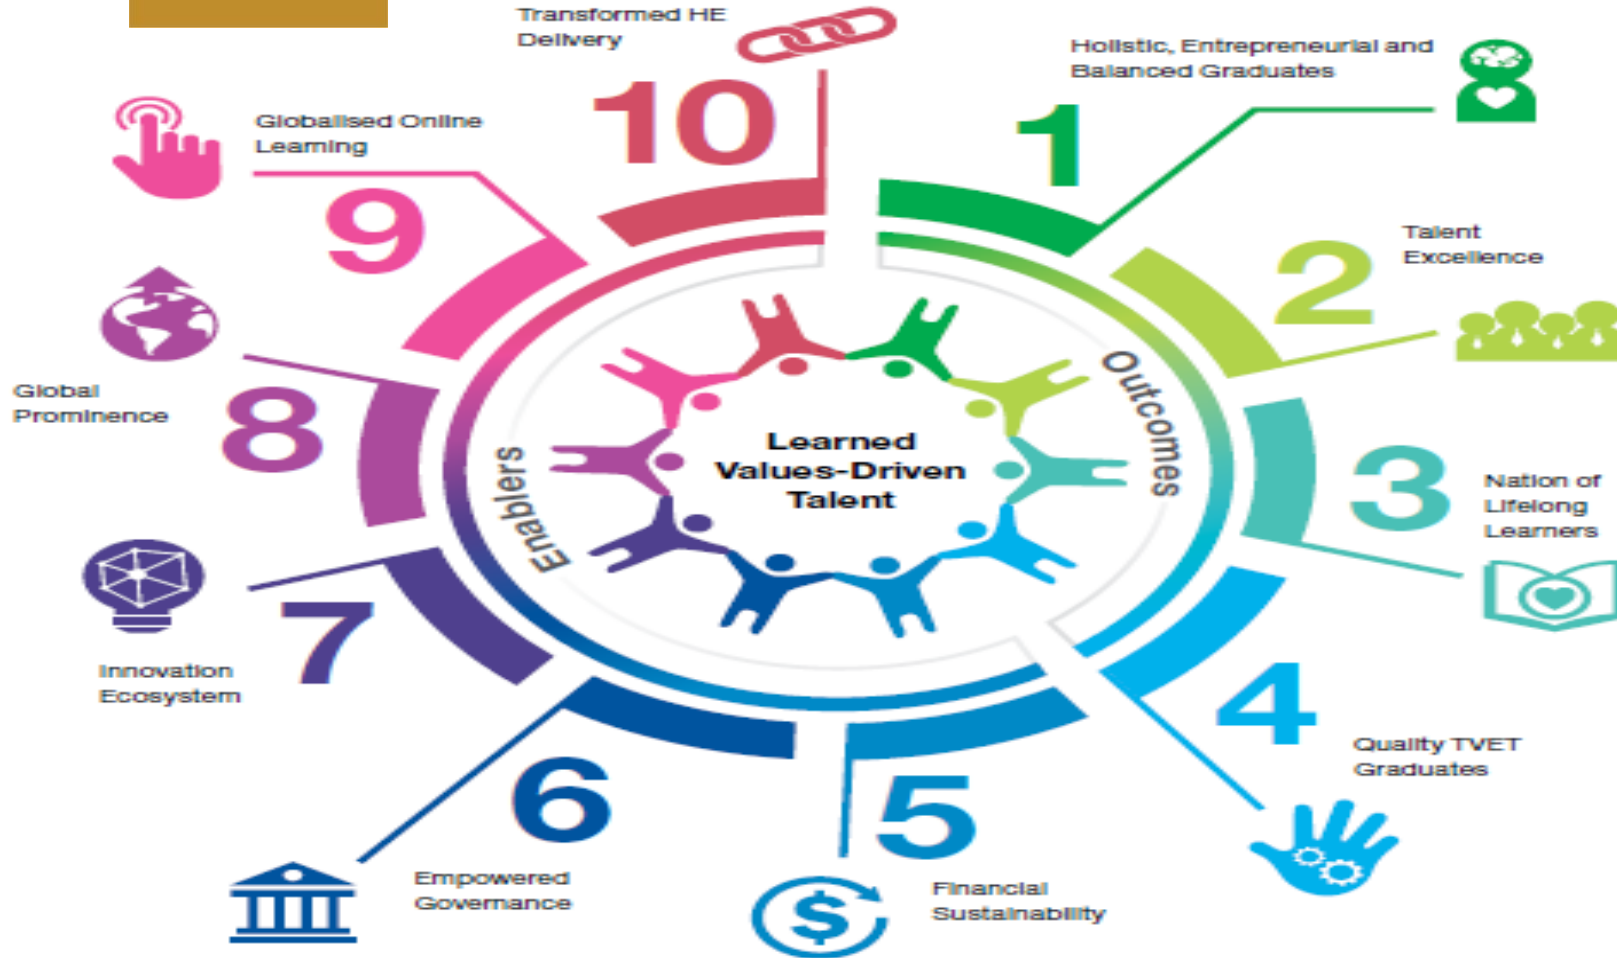 Transformed HE
Delivery
10
Holistic, Entrepreneurial and
Balanced Graduates
1
Globalised Online
Learning
9
Talent
Excellence
2
Global
Prominence
8
Nation of
Lifelong
Learners
3
Outcomes
Enablers
Learned
Values-Driven
Talent
Innovation
Ecosystem
7
Quality TVET
Graduates
4
Empowered
Governance
6
Financial
Sustainability
5
$